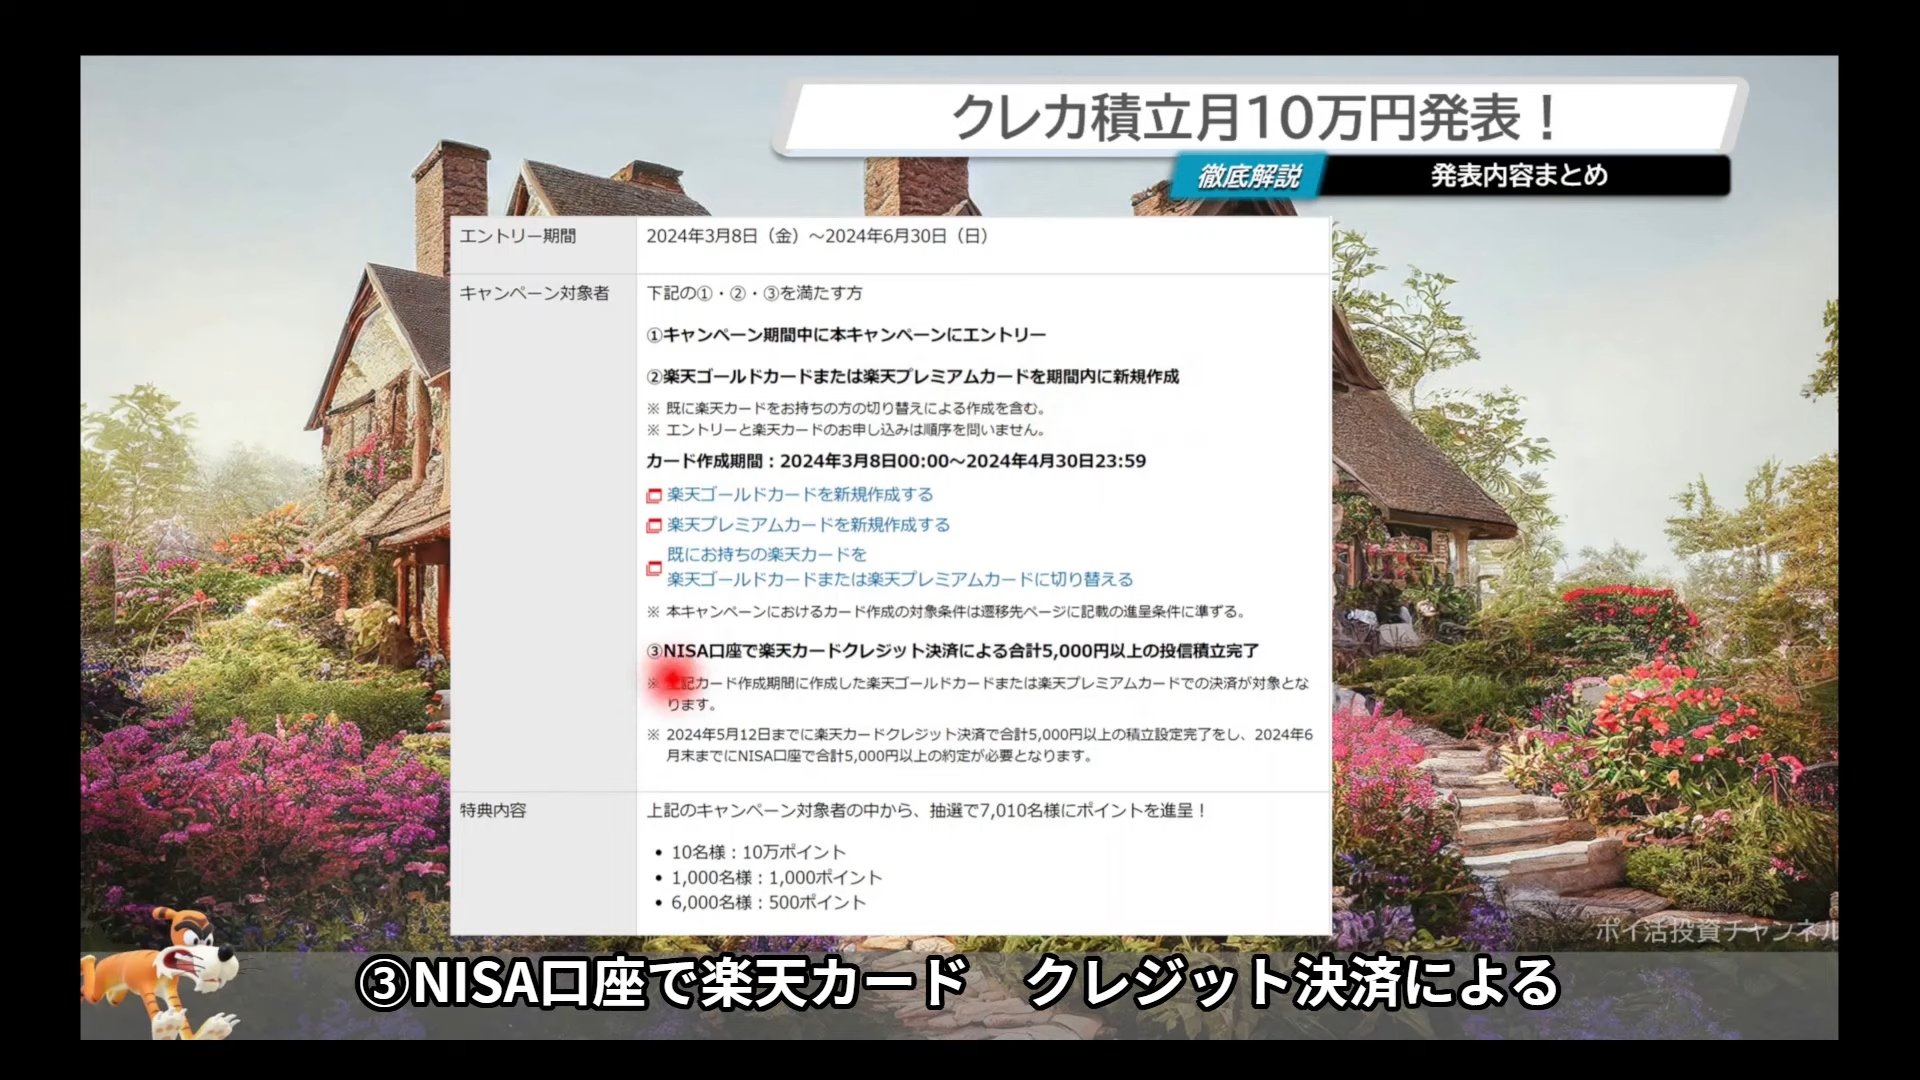 クレカ積立月10万円発表！
徹底解説
発表内容まとめ
エントリー期間
2024年3月8日（金）～2024年6月30日（日）
キャンペーン対象者
下記の①・②・③を満たす方
①キャンペーン期間中に本キャンペーンにエントリー
②楽天ゴールドカードまたは楽天プレミアムカードを期間内に新規作成
※ 既に楽天カードをお持ちの方の切り替えによる作成を含む。
※ エントリーと楽天カードのお申し込みは順序を問いません。
カード作成期間：2024年3月8日00:00～2024年4月30日23:59
楽天ゴールドカードを新規作成する
楽天プレミアムカードを新規作成する
既にお持ちの楽天カードを
楽天ゴールドカードまたは楽天プレミアムカードに切り替える
※ 本キャンペーンにおけるカード作成の対象条件は遷移先ページに記載の進呈条件に準ずる。
③NISA口座で楽天カードクレジット決済による合計5,000円以上の投信積立完了
※ 上記カード作成期間に作成した楽天ゴールドカードまたは楽天プレミアムカードでの決済が対象とな
ります。
※ 2024年5月12日までに楽天カードクレジット決済で合計5,000円以上の積立設定完了をし、2024年6
月末までにNISA口座で合計5,000円以上の約定が必要となります。
特典内容
上記のキャンペーン対象者の中から、抽選で7,010名様にポイントを進呈！
• 10名様：10万ポイント
• 1,000名様：1,000ポイント
• 6,000名様：500ポイント
ポイ活投資チャンネル
③NISA口座で楽天カード　クレジット決済による